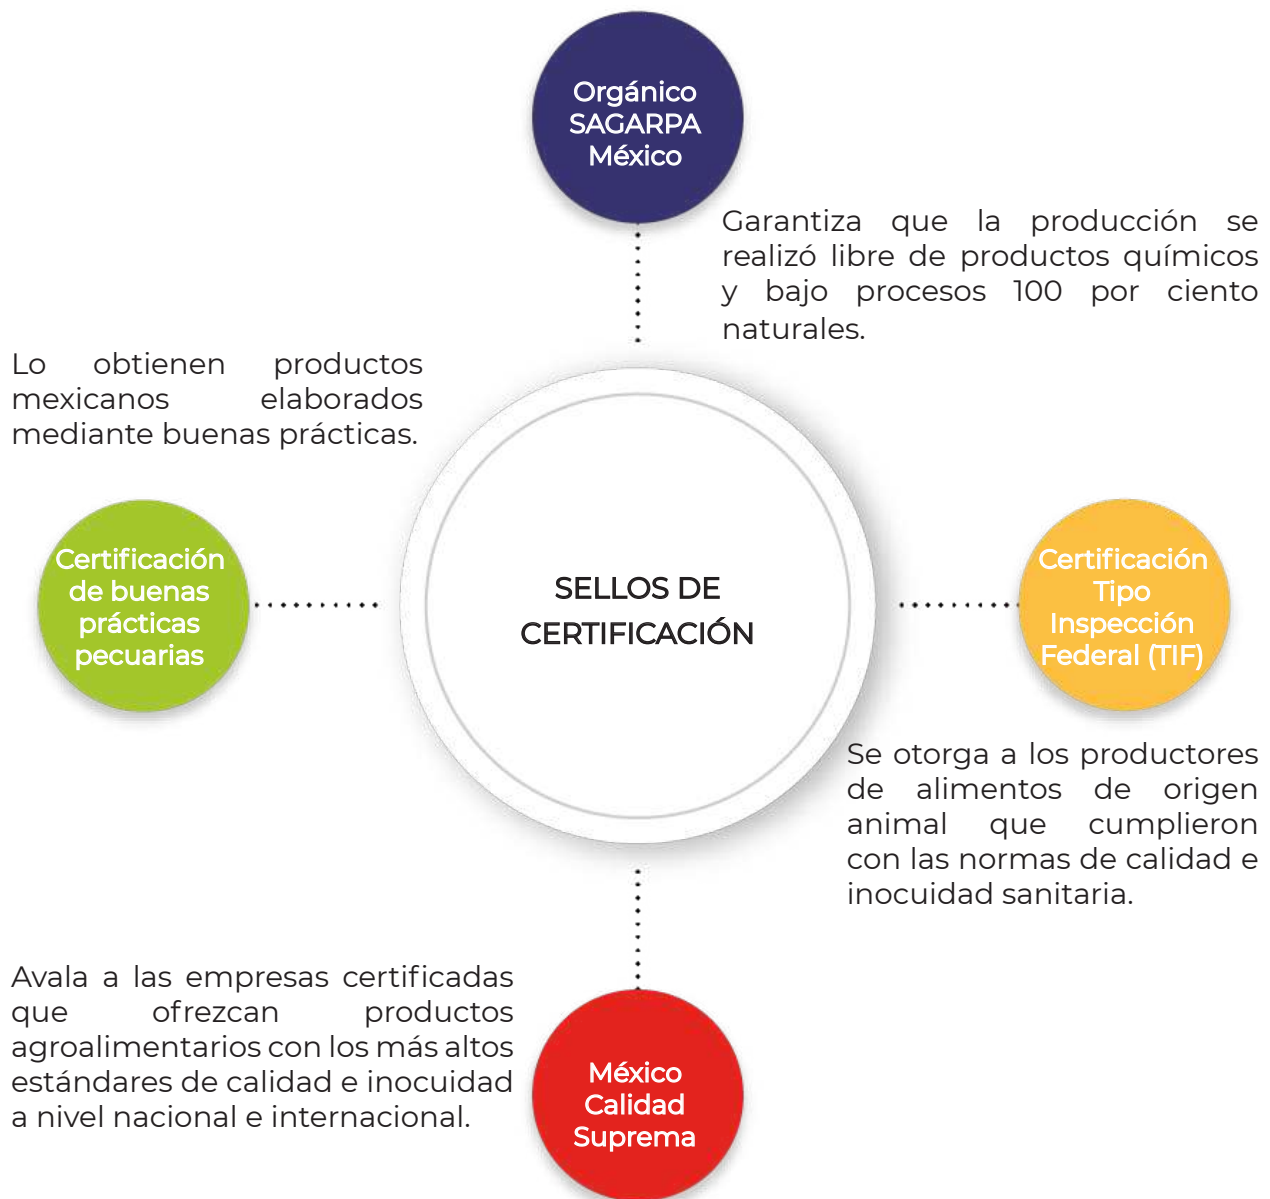 Orgánico
SAGARPA
México
Garantiza que la producción se
realizó libre de productos químicos
y bajo procesos 100 por ciento
naturales.
Lo obtienen productos
mexicanos elaborados
mediante buenas prácticas.
Certificación
de buenas
prácticas
pecuarias
SELLOS DE
CERTIFICACIÓN
Certificación
Tipo
Inspección
Federal (TIF)
Se otorga a los productores
de alimentos de origen
animal que cumplieron
con las normas de calidad e
inocuidad sanitaria.
Avala a las empresas certificadas
que ofrezcan productos
agroalimentarios con los más altos
estándares de calidad e inocuidad
a nivel nacional e internacional.
México
Calidad
Suprema